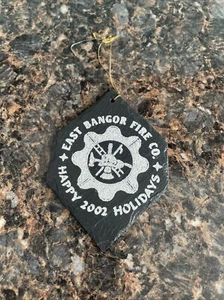 EAST BANGOR FIRE CO.
HAPPY 2002 HOLIDAYS